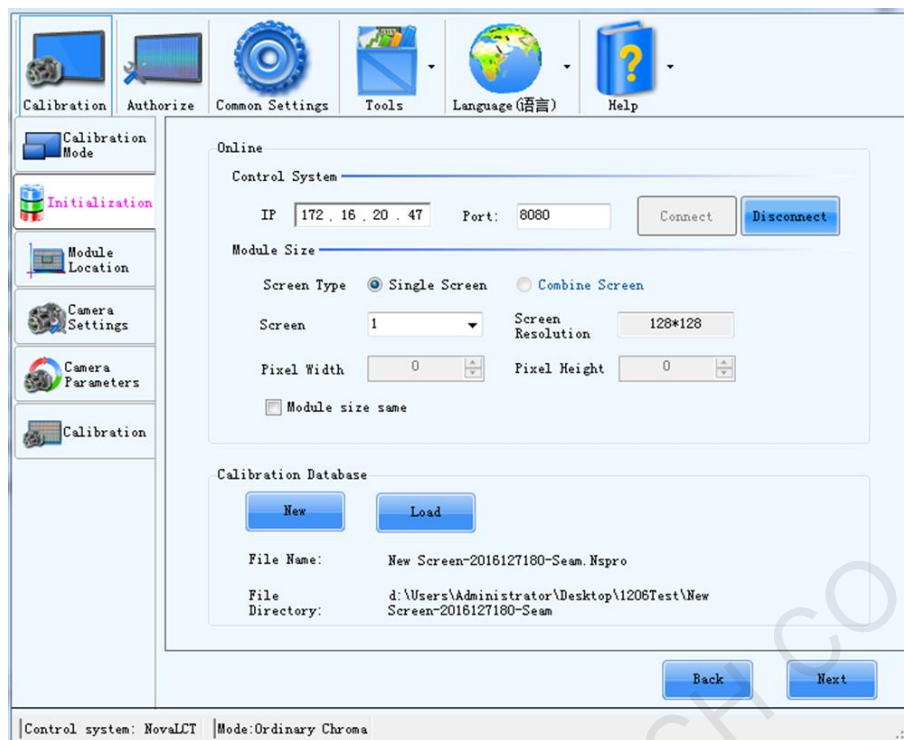 Calibration Authorize Common Settings Tools Language(语言) Help
Calibration
Mode
Initialization
Module
Location
Camera
Settings
Camera
Parameters
Calibration
Online
Control System
IP 172 . 16 . 20 . 47 Port: 8080 Connect Disconnect
Module Size
Screen Type Single Screen Combine Screen
Screen 1 Screen
Resolution 128*128
Pixel Width 0 Pixel Height 0
Module size same
Calibration Database
New Load
File Name: New Screen-2016127180-Seam.Nspro
File
Directory: d:\Users\Administrator\Desktop\1206Test\New
Screen-2016127180-Seam
Back Next
Control system: NovaLCT Mode:Ordinary Chroma
CH CO